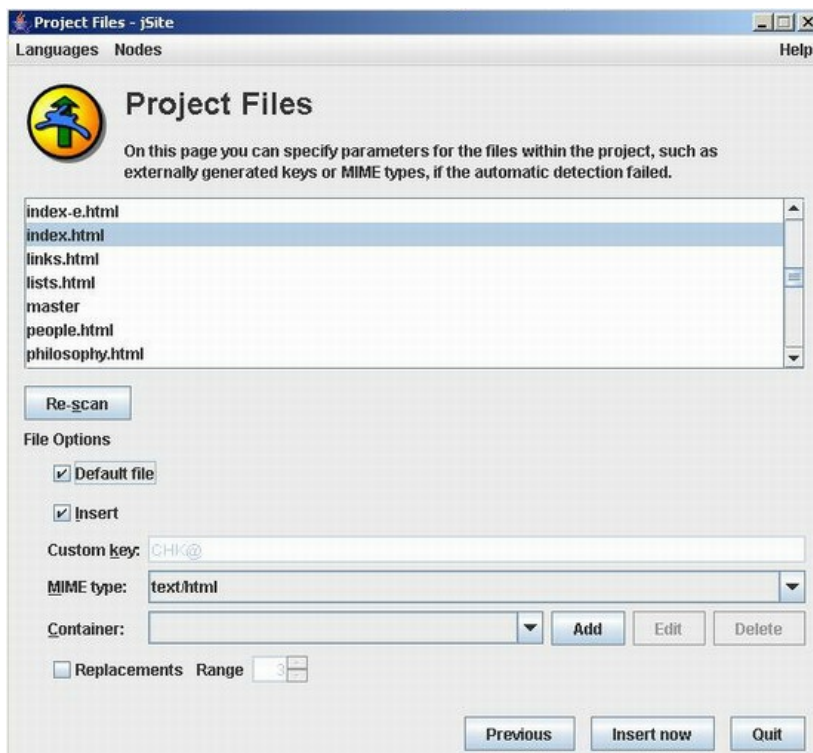 Project Files - jSite
Languages Nodes Help
Project Files
On this page you can specify parameters for the files within the project, such as
externally generated keys or MIME types, if the automatic detection failed.
index-e.html
index.html
links.html
lists.html
master
people.html
philosophy.html
Re-scan
File Options
Default file
Insert
Custom key: CHK@
MIME type: text/html
Container: Add Edit Delete
Replacements Range 3
Previous Insert now Quit